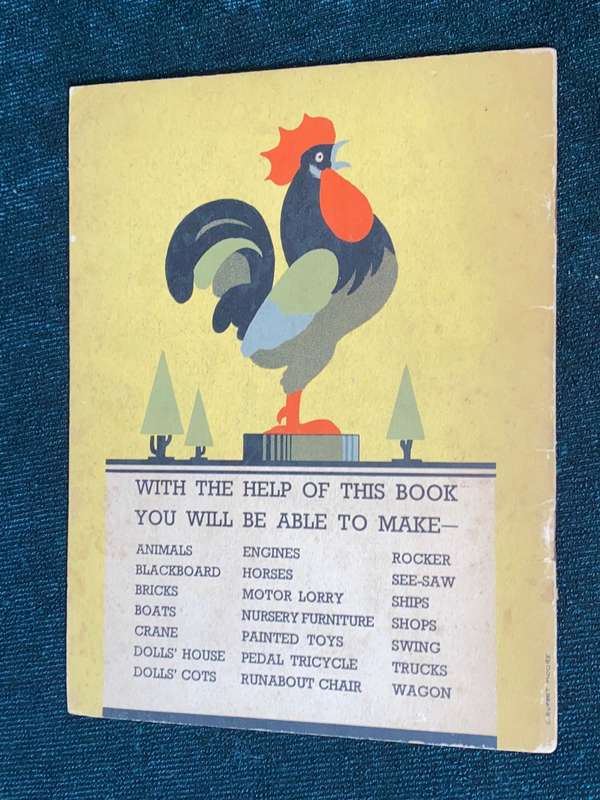 WITH THE HELP OF THIS BOOK
YOU WILL BE ABLE TO MAKE—
ANIMALS
BLACKBOARD
BRICKS
BOATS
CRANE
DOLLS' HOUSE
DOLLS' COTS
ENGINES
HORSES
MOTOR LORRY
NURSERY FURNITURE
PAINTED TOYS
PEDAL TRICYCLE
RUNABOUT CHAIR
ROCKER
SEE-SAW
SHIPS
SHOPS
SWING
TRUCKS
WAGON